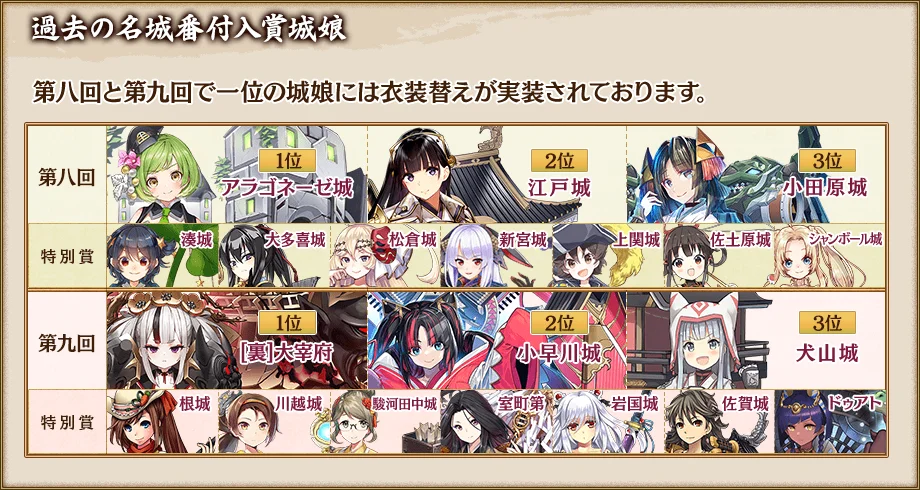 過去の名城番付入賞城娘
第八回と第九回で一位の城娘には衣装替えが実装されております。
第八回
1位
アラゴネーゼ城
2位
江戸城
3位
小田原城
特別賞
湊城
大多喜城
松倉城
新宮城
上関城
佐土原城
シャンボール城
第九回
1位
[裏]大宰府
2位
小早川城
3位
犬山城
特別賞
根城
川越城
駿河田中城
室町第
岩国城
佐賀城
ドゥアト